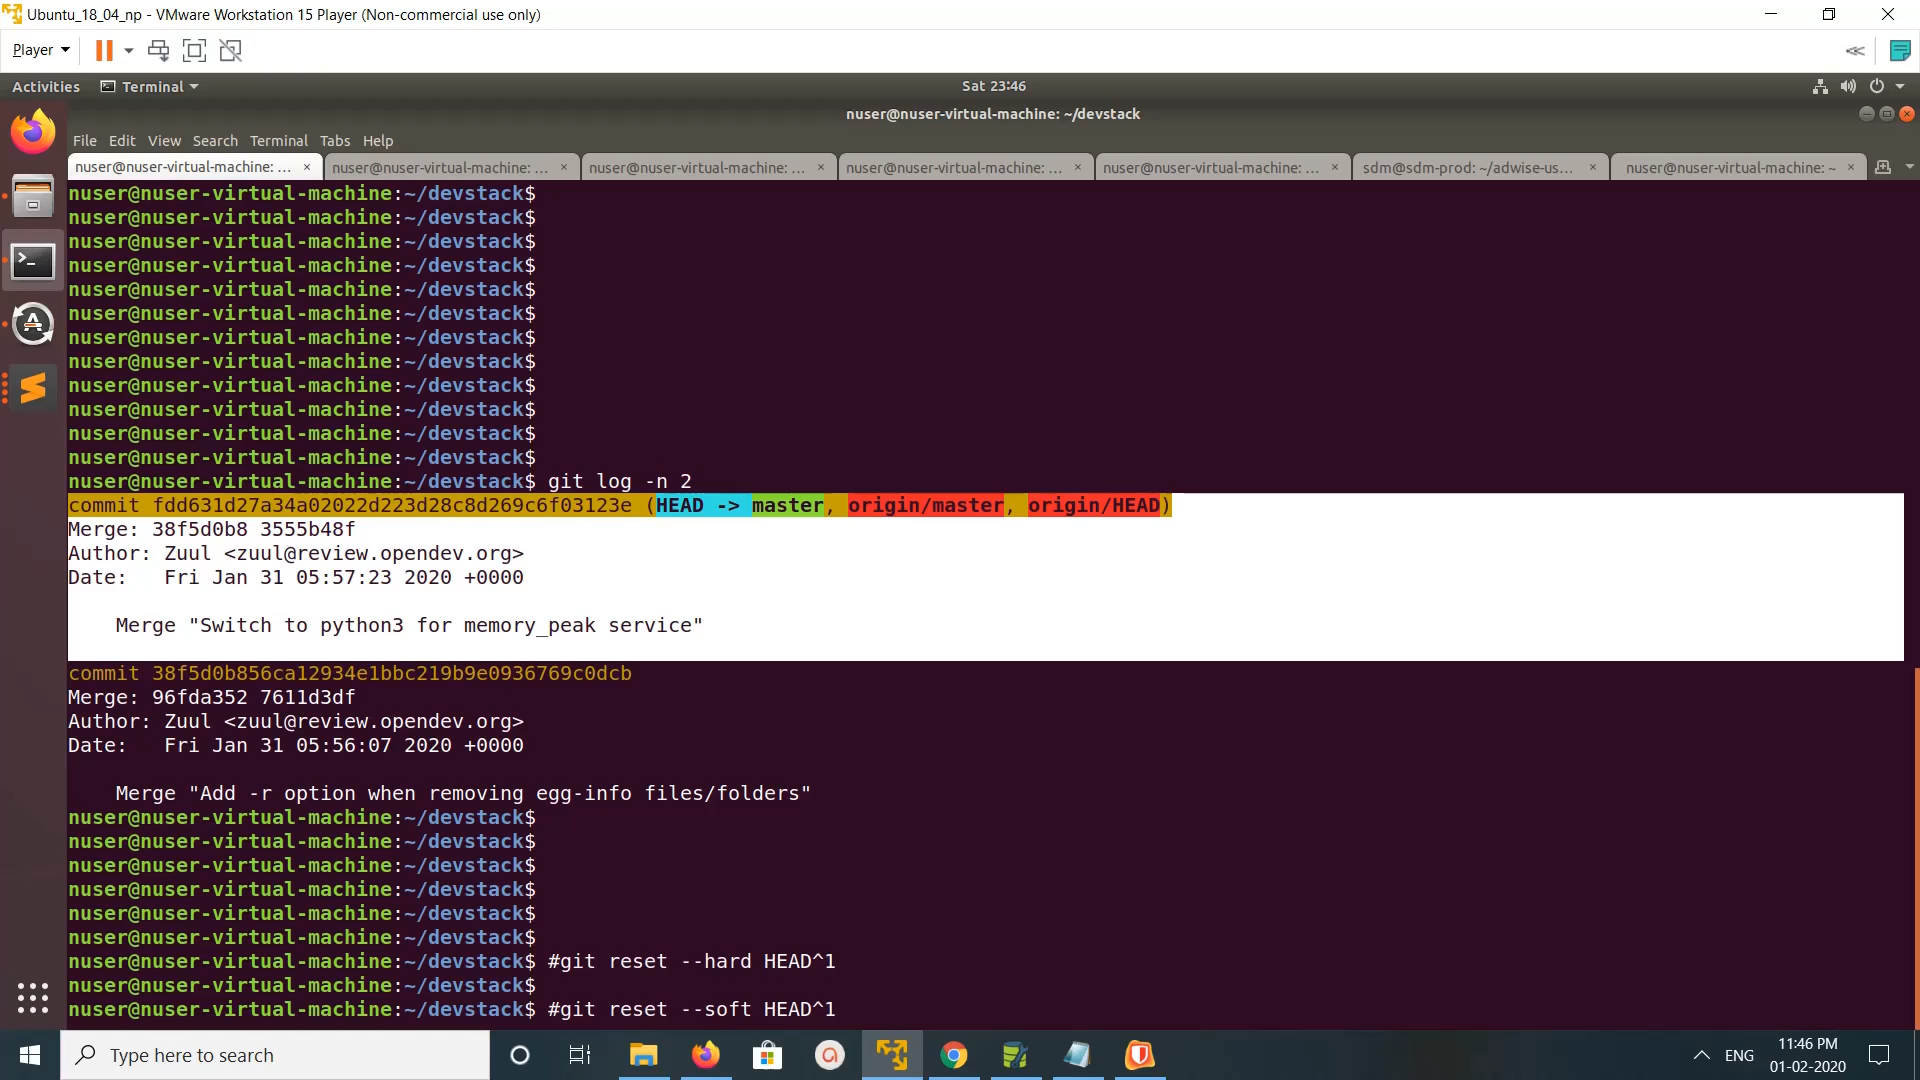 Ubuntu_18_04_np - VMware Workstation 15 Player (Non-commercial use only)
Player
Activities Terminal Sat 23:46
nuser@nuser-virtual-machine: ~/devstack
File Edit View Search Terminal Tabs Help
nuser@nuser-virtual-machine: ... × nuser@nuser-virtual-machine: ... × nuser@nuser-virtual-machine: ... × nuser@nuser-virtual-machine: ... × nuser@nuser-virtual-machine: ... × sdm@sdm-prod: ~/adwise-us... × nuser@nuser-virtual-machine: ~ ×
nuser@nuser-virtual-machine:~/devstack$
nuser@nuser-virtual-machine:~/devstack$
nuser@nuser-virtual-machine:~/devstack$
nuser@nuser-virtual-machine:~/devstack$
nuser@nuser-virtual-machine:~/devstack$
nuser@nuser-virtual-machine:~/devstack$
nuser@nuser-virtual-machine:~/devstack$
nuser@nuser-virtual-machine:~/devstack$
nuser@nuser-virtual-machine:~/devstack$
nuser@nuser-virtual-machine:~/devstack$
nuser@nuser-virtual-machine:~/devstack$
nuser@nuser-virtual-machine:~/devstack$
nuser@nuser-virtual-machine:~/devstack$ git log -n 2
commit fdd631d27a34a02022d223d28c8d269c6f03123e (HEAD -> master, origin/master, origin/HEAD)
Merge: 38f5d0b8 3555b48f
Author: Zuul <zuul@review.opendev.org>
Date:   Fri Jan 31 05:57:23 2020 +0000
Merge "Switch to python3 for memory_peak service"
commit 38f5d0b856ca12934e1bbc219b9e0936769c0dcb
Merge: 96fda352 7611d3df
Author: Zuul <zuul@review.opendev.org>
Date:   Fri Jan 31 05:56:07 2020 +0000
Merge "Add -r option when removing egg-info files/folders"
nuser@nuser-virtual-machine:~/devstack$
nuser@nuser-virtual-machine:~/devstack$
nuser@nuser-virtual-machine:~/devstack$
nuser@nuser-virtual-machine:~/devstack$
nuser@nuser-virtual-machine:~/devstack$
nuser@nuser-virtual-machine:~/devstack$
nuser@nuser-virtual-machine:~/devstack$ #git reset --hard HEAD^1
nuser@nuser-virtual-machine:~/devstack$
nuser@nuser-virtual-machine:~/devstack$ #git reset --soft HEAD^1
Type here to search ENG 11:46 PM
01-02-2020